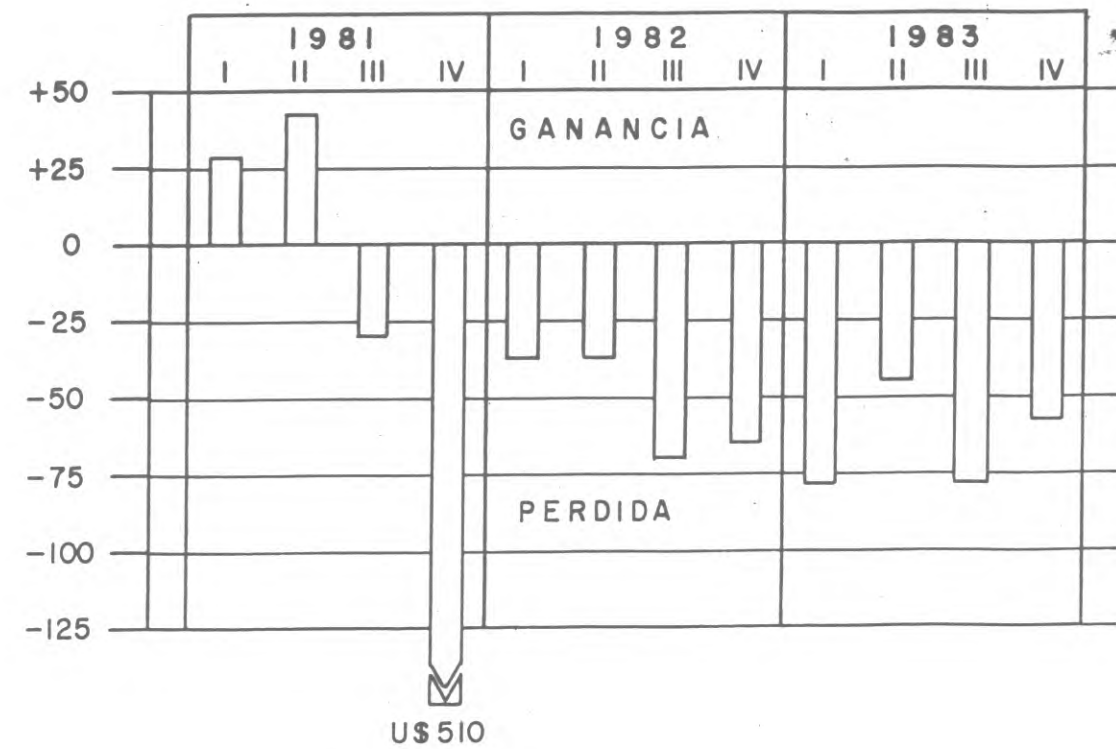 1981 1982 1983
I II III IV I II III IV I II III IV
+50
GANANCIA
+25
0
-25
-50
-75
PERDIDA
-100
-125
U$510